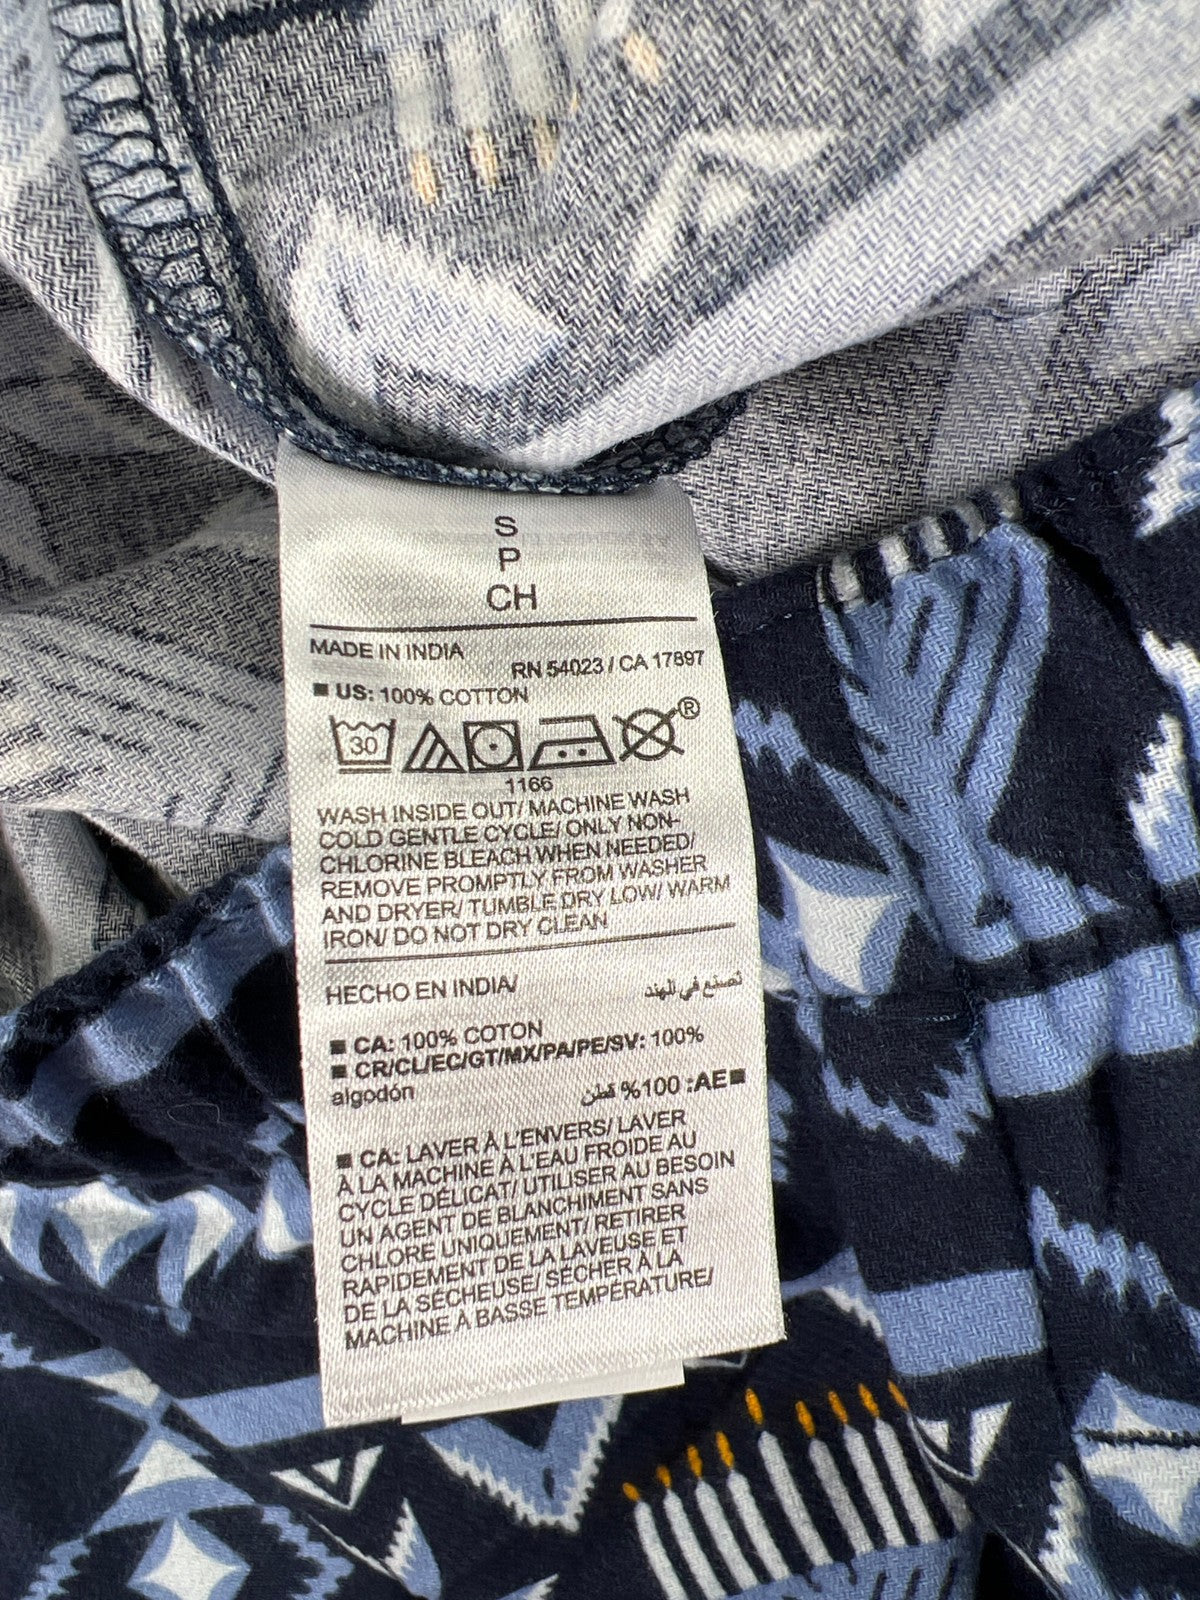 S
P
CH
MADE IN INDIA
RN 54023 / CA 17897
■ US: 100% COTTON
30
®
1166
WASH INSIDE OUT/ MACHINE WASH
COLD GENTLE CYCLE/ ONLY NON-
CHLORINE BLEACH WHEN NEEDED/
REMOVE PROMPTLY FROM WASHER
AND DRYER/ TUMBLE DRY LOW/ WARM
IRON/ DO NOT DRY CLEAN
HECHO EN INDIA/ تصنع في الهند
■ CA: 100% COTON
■ CR/CL/EC/GT/MX/PA/PE/SV: 100%
algodón
■AE: 100% قطن
■ CA: LAVER À L'ENVERS/ LAVER
À LA MACHINE À L'EAU FROIDE AU
CYCLE DÉLICAT/ UTILISER AU BESOIN
UN AGENT DE BLANCHIMENT SANS
CHLORE UNIQUEMENT/ RETIRER
RAPIDEMENT DE LA LAVEUSE ET
DE LA SÉCHEUSE/ SÉCHER À LA
MACHINE À BASSE TEMPÉRATURE/